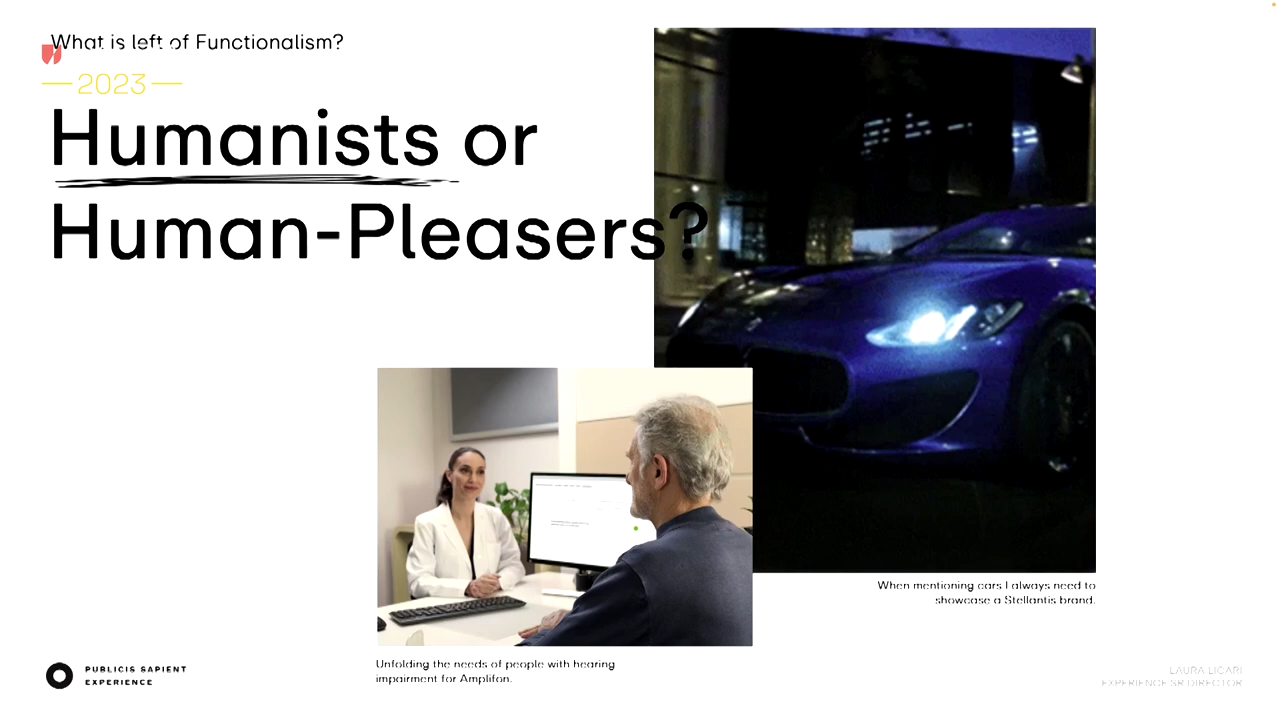 What is left of Functionalism?
2023
Humanists or
Human-Pleasers?
When mentioning cars I always need to
showcase a Stellantis brand.
Unfolding the needs of people with hearing
impairment for Amplifon.
PUBLICIS SAPIENT
EXPERIENCE
LAURA LICARI
EXPERIENCE SR DIRECTOR